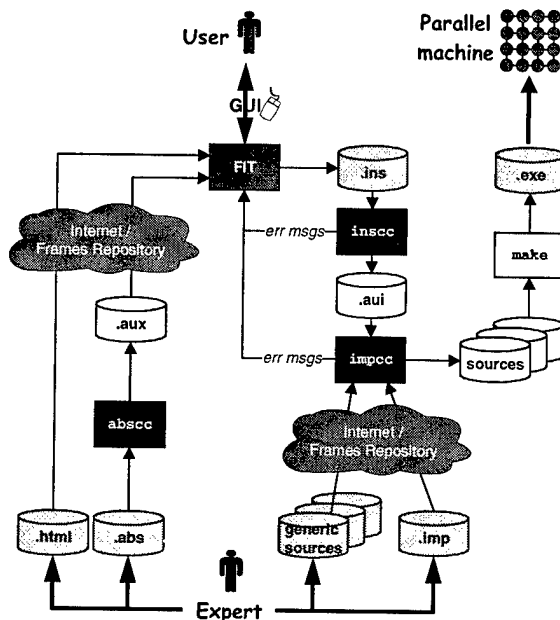 User
Parallel
machine
GUI
FIT
.ins
.exe
Internet /
Frames Repository
err msgs
inscc
make
.aux
.aui
err msgs
impcc
sources
abscc
Internet /
Frames Repository
.html
.abs
generic
sources
.imp
Expert